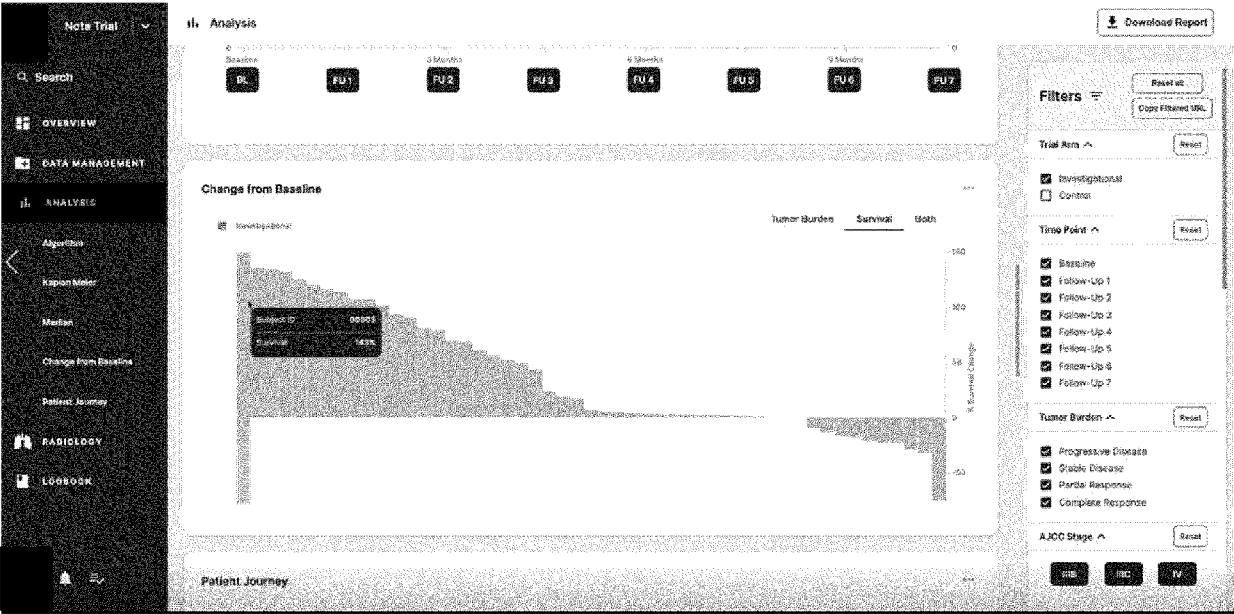 Nota Trial
Analysis
Download Report
Search
OVERVIEW
DATA MANAGEMENT
ANALYSIS
Algorithm
Kaplan Meier
Median
Change from Baseline
Patient Journey
RADIOLOGY
LOGBOOK
0 0
Baseline 3 Months 6 Months 9 Months
BL FU 1 FU 2 FU 3 FU 4 FU 5 FU 6 FU 7
Change from Baseline
Investigational
Tumor Burden Survival Both
150
100
50
0
-50
% Survival Change
Subject ID 00003
Survival 148%
Patient Journey
Filters
Reset all
Copy Filtered URL
Trial Arm Reset
Investigational
Control
Time Point Reset
Baseline
Follow-Up 1
Follow-Up 2
Follow-Up 3
Follow-Up 4
Follow-Up 5
Follow-Up 6
Follow-Up 7
Tumor Burden Reset
Progressive Disease
Stable Disease
Partial Response
Complete Response
AJCC Stage Reset
IIIB IIIC IV